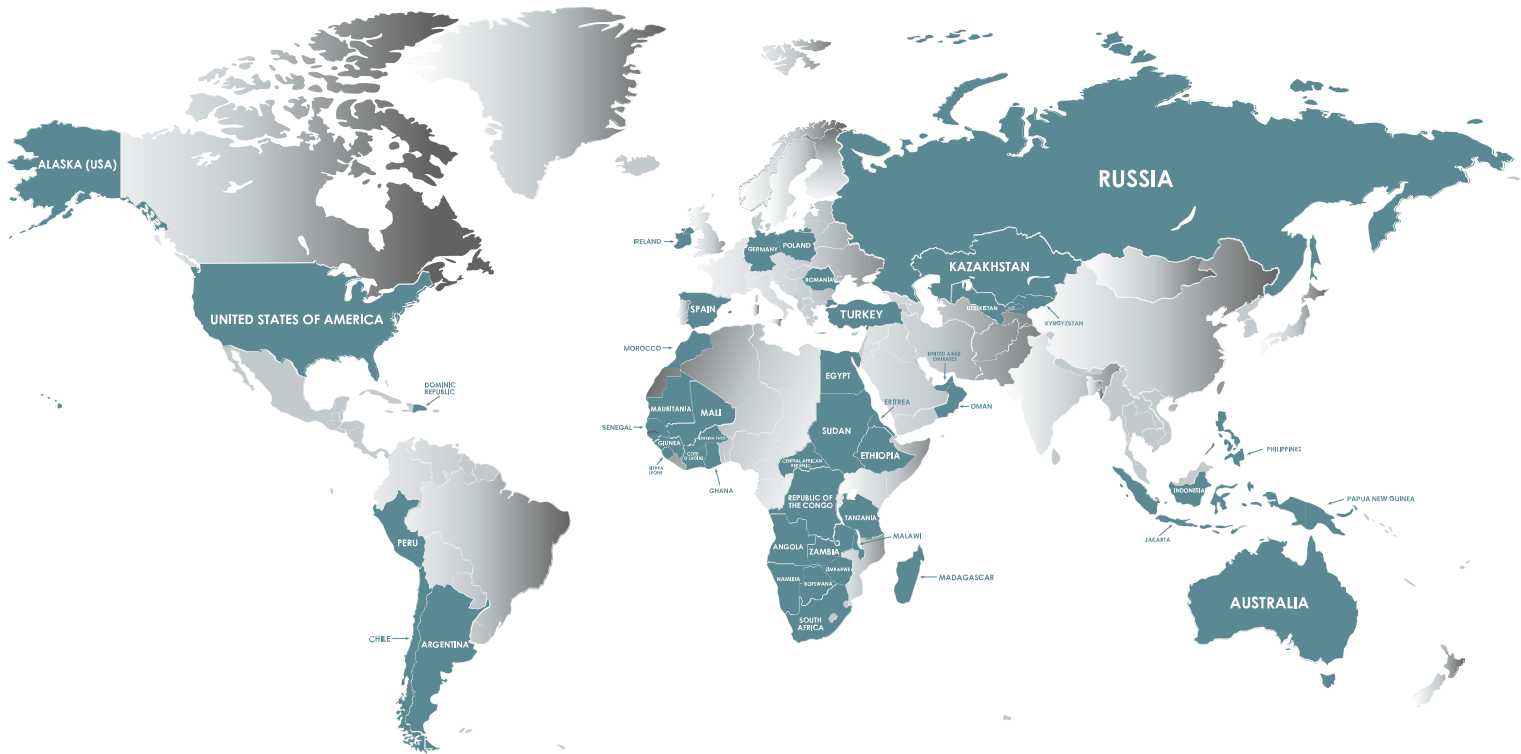 ALASKA (USA)
RUSSIA
IRELAND
GERMANY
POLAND
KAZAKHSTAN
ROMANIA
UNITED STATES OF AMERICA
SPAIN
TURKEY
UZBEKISTAN
KYRGYZSTAN
MOROCCO
UNITED ARAB
EMIRATES
EGYPT
DOMINIC
REPUBLIC
MAURITANIA
MALI
ERITREA
OMAN
SENEGAL
SUDAN
BURKINA FASO
GIUNEA
COTE
D'IVOIRE
ETHIOPIA
PHILIPPINES
CENTRAL AFRICAN
REPUBLIC
SIERRA
LEONE
GHANA
INDONESIA
REPUBLIC OF
THE CONGO
PAPUA NEW GUINEA
TANZANIA
MALAWI
JAKARTA
PERU
ANGOLA
ZAMBIA
ZIMBABWE
NAMIBIA
BOTSWANA
MADAGASCAR
AUSTRALIA
SOUTH
AFRICA
CHILE
ARGENTINA